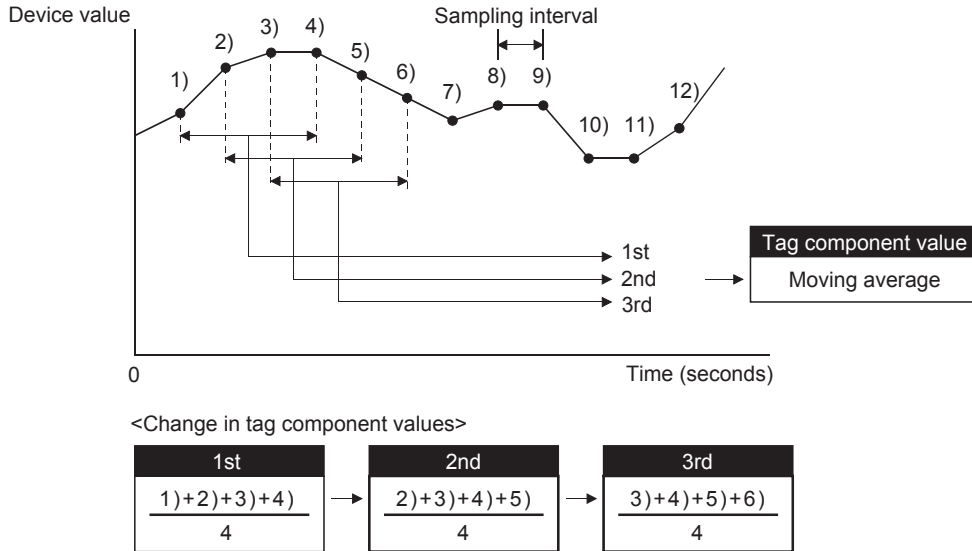 Device value
Sampling interval
1)
2)
3)
4)
5)
6)
7)
8)
9)
10)
11)
12)
1st
2nd
3rd
Tag component value
Moving average
0
Time (seconds)
<Change in tag component values>
1st
1)+2)+3)+4)
4
2nd
2)+3)+4)+5)
4
3rd
3)+4)+5)+6)
4